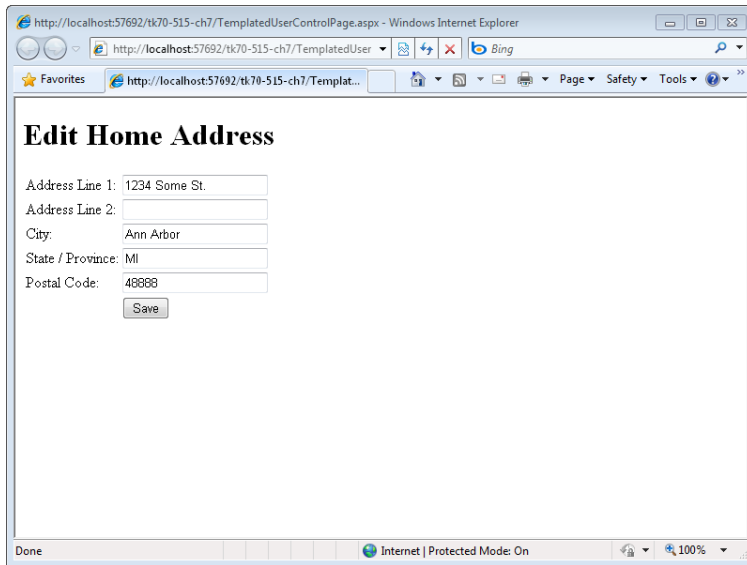 http://localhost:57692/tk70-515-ch7/TemplatedUserControlPage.aspx - Windows Internet Explorer
http://localhost:57692/tk70-515-ch7/TemplatedUser
Bing
Favorites
http://localhost:57692/tk70-515-ch7/Templat...
Page
Safety
Tools
Edit Home Address
Address Line 1: 1234 Some St.
Address Line 2:
City: Ann Arbor
State / Province: MI
Postal Code: 48888
Save
Done
Internet | Protected Mode: On
100%